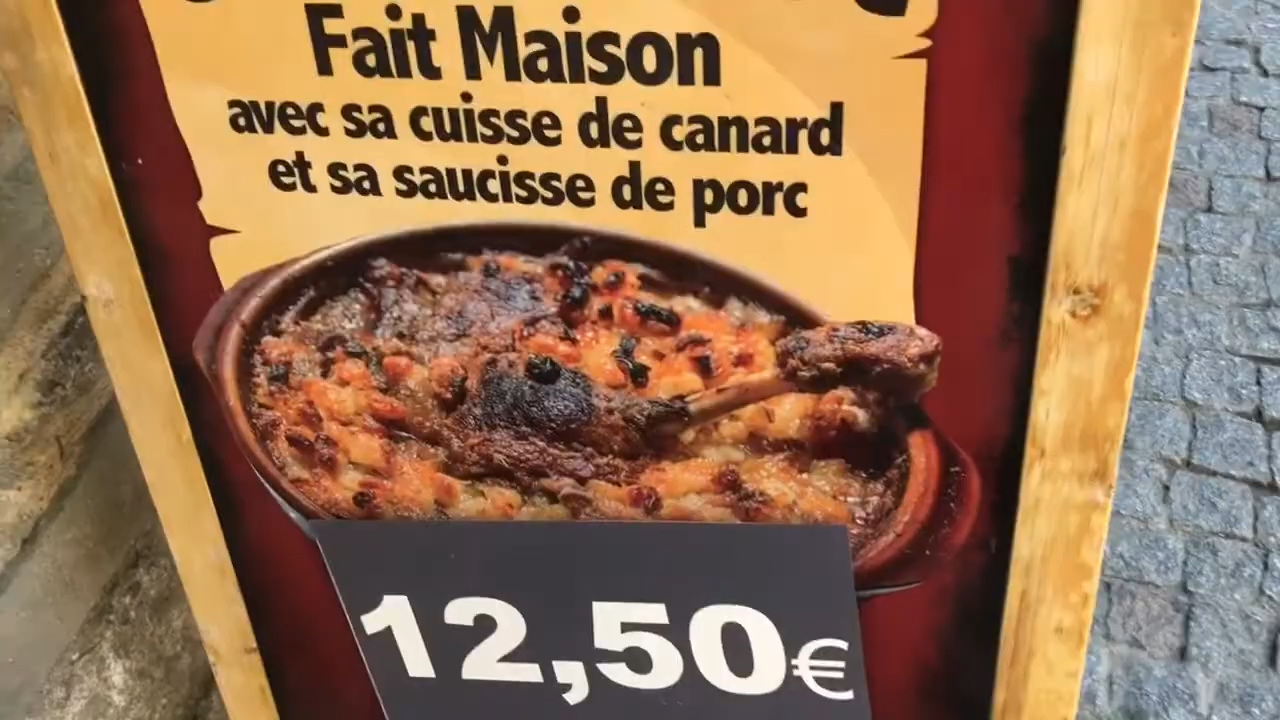 Fait Maison
avec sa cuisse de canard
et sa saucisse de porc
12,50€